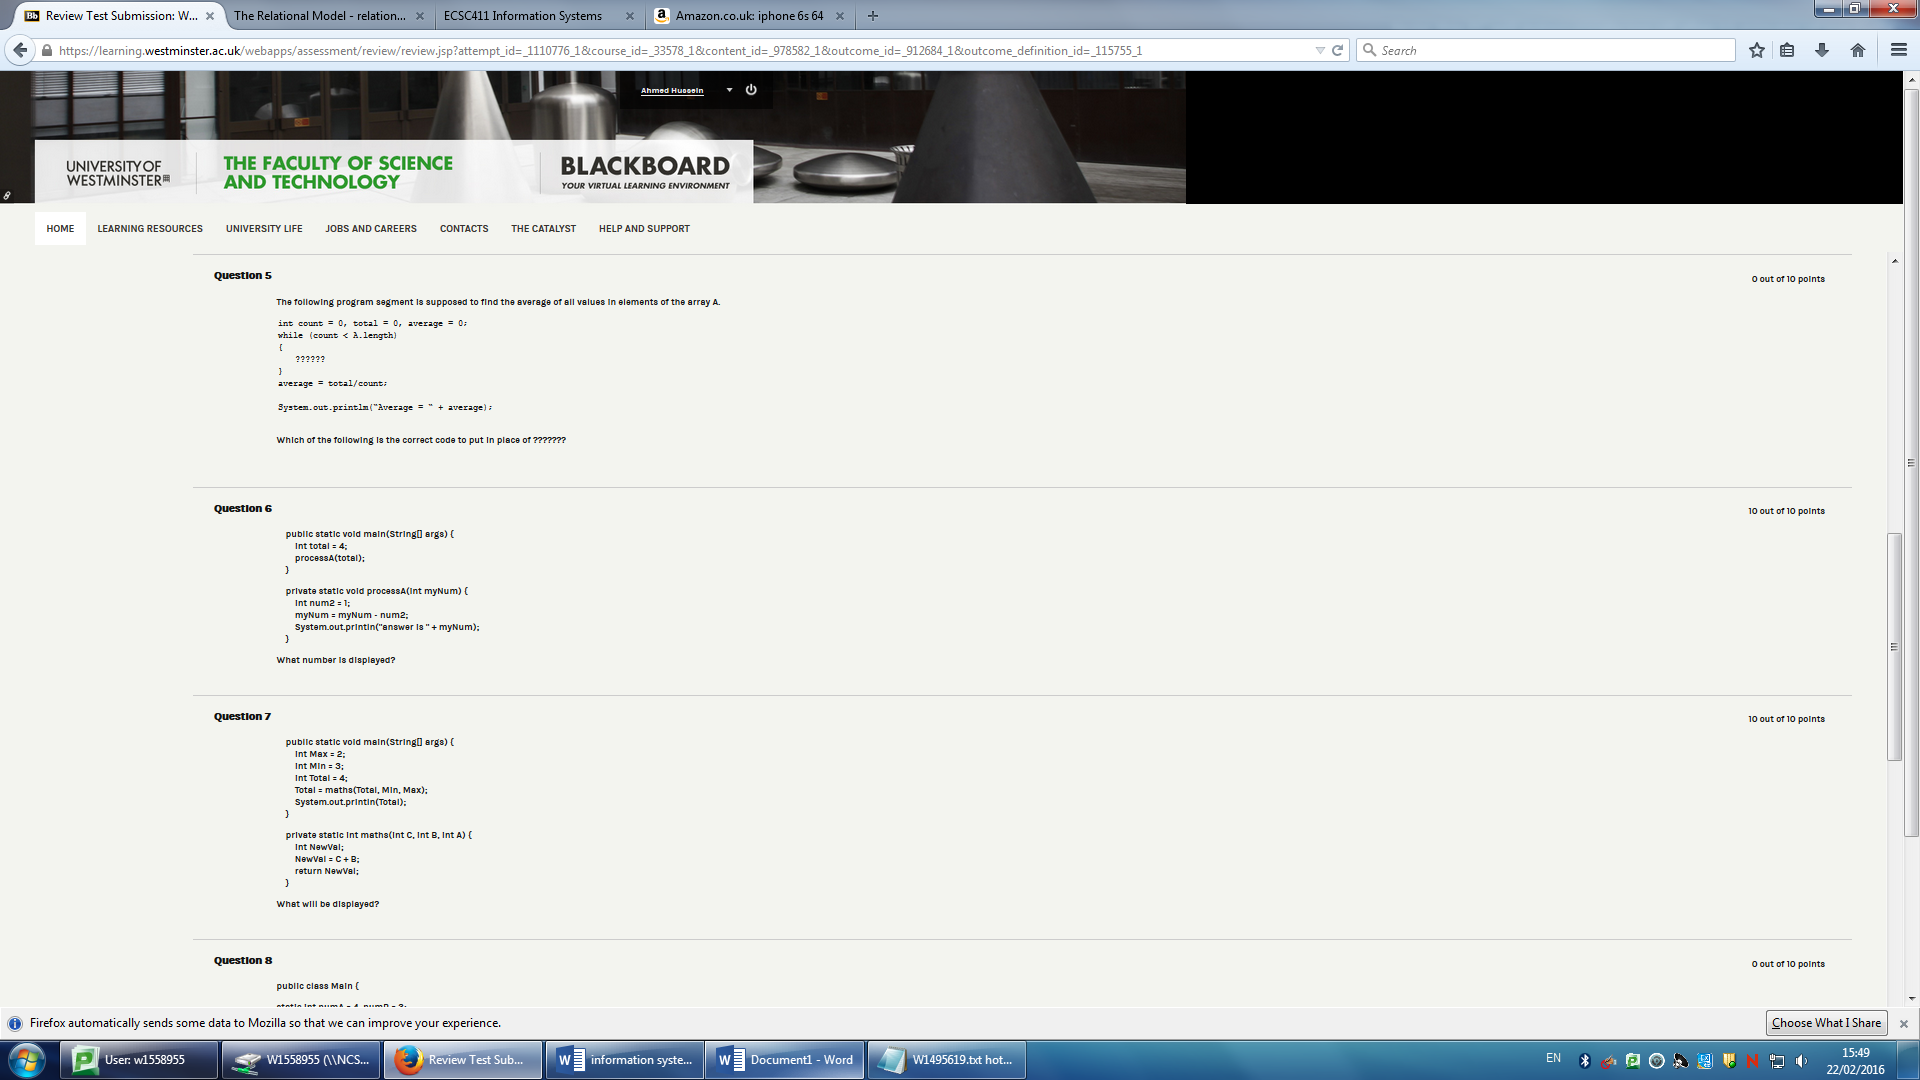 Review Test Submission: W...
The Relational Model - relation...
ECSC411 Information Systems
Amazon.co.uk: iphone 6s 64
https://learning.westminster.ac.uk/webapps/assessment/review/review.jsp?attempt_id=_1110776_1&course_id=_33578_1&content_id=_978582_1&outcome_id=_912684_1&outcome_definition_id=_115755_1
Search
Ahmed Hussein
UNIVERSITY OF
WESTMINSTER
THE FACULTY OF SCIENCE
AND TECHNOLOGY
BLACKBOARD
YOUR VIRTUAL LEARNING ENVIRONMENT
HOME LEARNING RESOURCES UNIVERSITY LIFE JOBS AND CAREERS CONTACTS THE CATALYST HELP AND SUPPORT
Question 5
0 out of 10 points
The following program segment is supposed to find the average of all values in elements of the array A.
int count = 0, total = 0, average = 0;
while (count < A.length)
{
??????
}
average = total/count;
System.out.println("Average = " + average);
Which of the following is the correct code to put in place of ???????
Question 6
10 out of 10 points
public static void main(String[] args) {
int total = 4;
processA(total);
}
private static void processA(int myNum) {
int num2 = 1;
myNum = myNum - num2;
System.out.println("answer is " + myNum);
}
What number is displayed?
Question 7
10 out of 10 points
public static void main(String[] args) {
int Max = 2;
int Min = 3;
int Total = 4;
Total = maths(Total, Min, Max);
System.out.println(Total);
}
private static int maths(int C, int B, int A) {
int NewVal;
NewVal = C + B;
return NewVal;
}
What will be displayed?
Question 8
0 out of 10 points
public class Main {
static int numA = 4, numB = 3;
Firefox automatically sends some data to Mozilla so that we can improve your experience.
Choose What I Share
User: w1558955
W1558955 (\\NCS...
Review Test Sub...
information syste...
Document1 - Word
W1495619.txt hot...
EN
15:49
22/02/2016